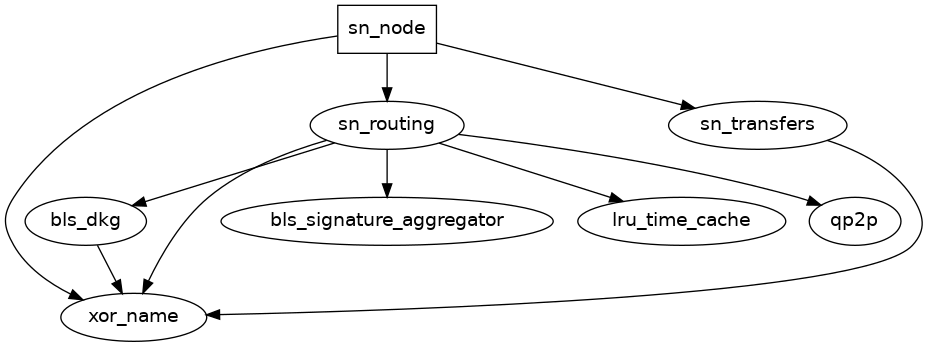 sn_node
sn_routing
sn_transfers
bls_dkg
bls_signature_aggregator
lru_time_cache
qp2p
xor_name